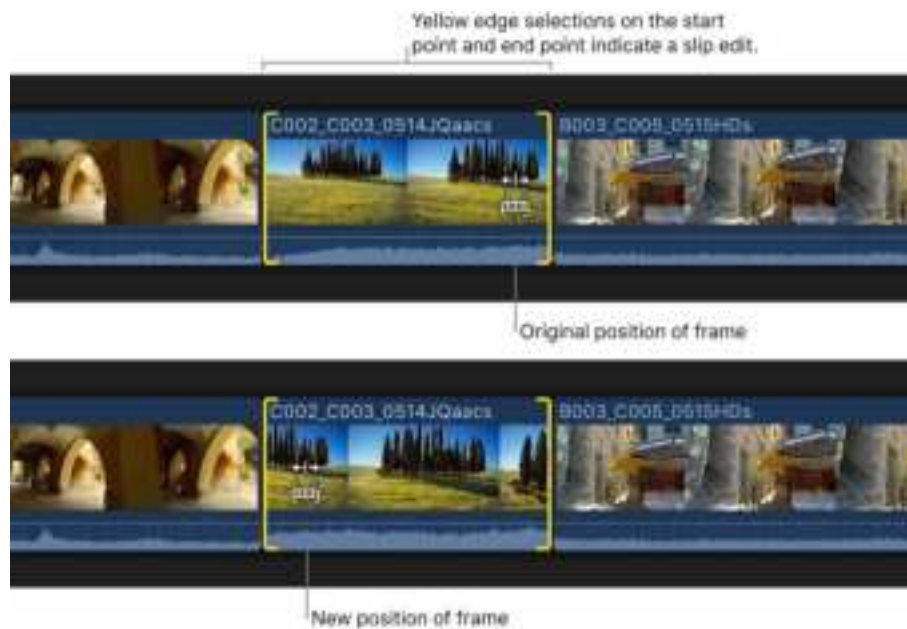 Yellow edge selections on the start
point and end point indicate a slip edit.
C002_C003_0514JQaacs
B003_C005_0515HDs
Original position of frame
C002_C003_0514JQaacs
B003_C005_0515HDs
New position of frame